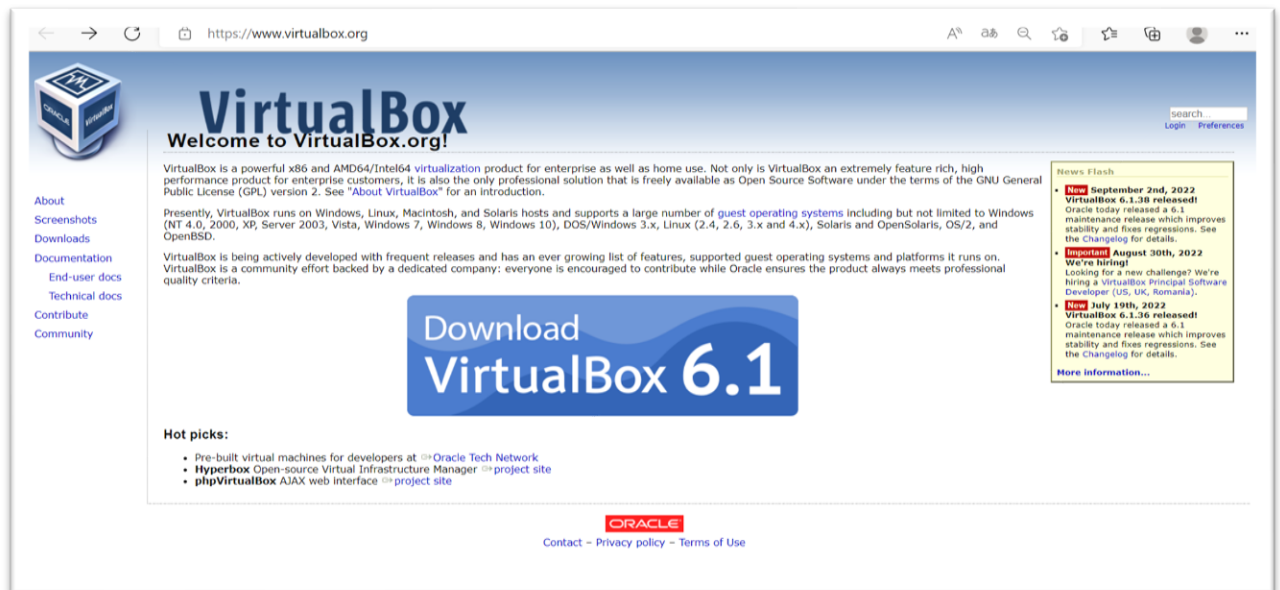 https://www.virtualbox.org
ORACLE
VirtualBox
VirtualBox
search...
Login Preferences
Welcome to VirtualBox.org!
About
Screenshots
Downloads
Documentation
End-user docs
Technical docs
Contribute
Community
VirtualBox is a powerful x86 and AMD64/Intel64 virtualization product for enterprise as well as home use. Not only is VirtualBox an extremely feature rich, high
performance product for enterprise customers, it is also the only professional solution that is freely available as Open Source Software under the terms of the GNU General
Public License (GPL) version 2. See "About VirtualBox" for an introduction.
Presently, VirtualBox runs on Windows, Linux, Macintosh, and Solaris hosts and supports a large number of guest operating systems including but not limited to Windows
(NT 4.0, 2000, XP, Server 2003, Vista, Windows 7, Windows 8, Windows 10), DOS/Windows 3.x, Linux (2.4, 2.6, 3.x and 4.x), Solaris and OpenSolaris, OS/2, and
OpenBSD.
VirtualBox is being actively developed with frequent releases and has an ever growing list of features, supported guest operating systems and platforms it runs on.
VirtualBox is a community effort backed by a dedicated company: everyone is encouraged to contribute while Oracle ensures the product always meets professional
quality criteria.
Download
VirtualBox 6.1
Hot picks:
• Pre-built virtual machines for developers at Oracle Tech Network
• Hyperbox Open-source Virtual Infrastructure Manager project site
• phpVirtualBox AJAX web interface project site
News Flash
• New September 2nd, 2022
VirtualBox 6.1.38 released!
Oracle today released a 6.1
maintenance release which improves
stability and fixes regressions. See
the Changelog for details.
• Important August 30th, 2022
We're hiring!
Looking for a new challenge? We're
hiring a VirtualBox Principal Software
Developer (US, UK, Romania).
• New July 19th, 2022
VirtualBox 6.1.36 released!
Oracle today released a 6.1
maintenance release which improves
stability and fixes regressions. See
the Changelog for details.
More information...
ORACLE
Contact – Privacy policy – Terms of Use